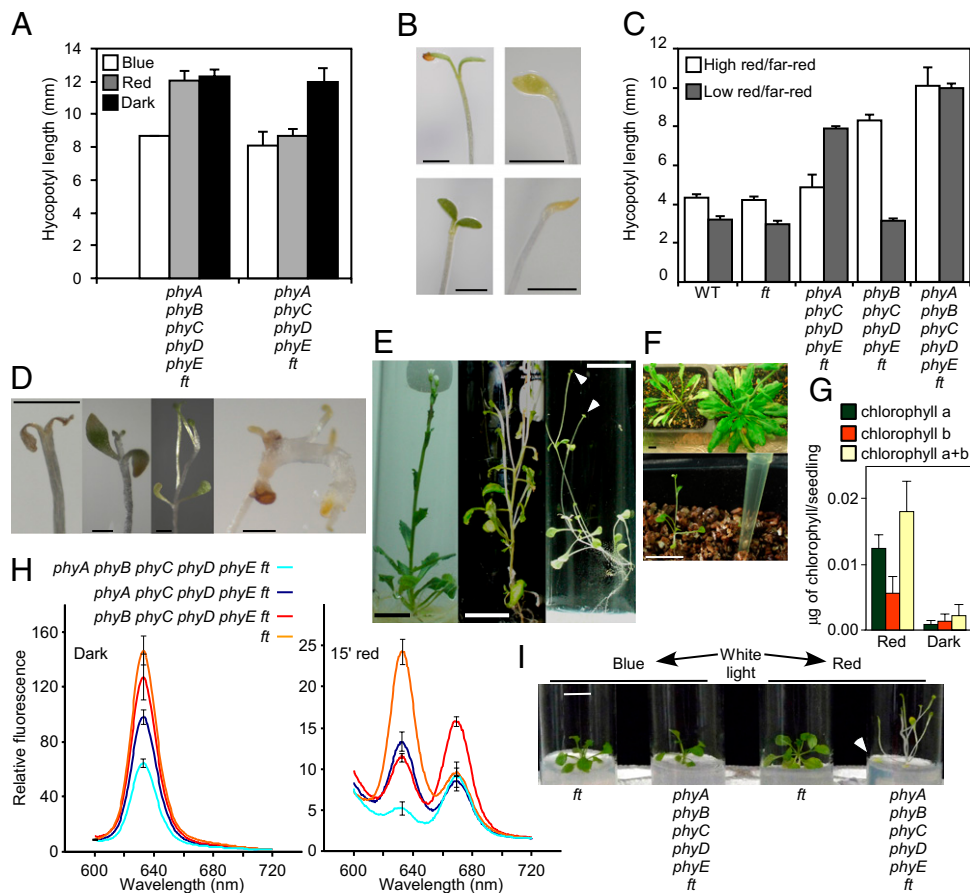 A
14
12
10
8
6
4
2
0
Hycopotyl length (mm)
Blue
Red
Dark
phyA
phyB
phyC
phyD
phyE
ft
phyA
phyC
phyD
phyE
ft
B
C
12
10
8
6
4
2
0
Hycopotyl length (mm)
High red/far-red
Low red/far-red
WT
ft
phyA
phyC
phyD
phyE
ft
phyB
phyC
phyD
phyE
ft
phyA
phyB
phyC
phyD
phyE
ft
D
E
F
G
chlorophyll a
chlorophyll b
chlorophyll a+b
µg of chlorophyll/seedling
0.02
0.01
0.00
Red Dark
H
phyA phyB phyC phyD phyE ft
phyA phyC phyD phyE ft
phyB phyC phyD phyE ft
ft
Relative fluorescence
160
120
80
40
0
Dark
600 640 680 720
Wavelength (nm)
25
20
15
10
5
0
15' red
600 640 680 720
Wavelength (nm)
I
Blue
White
light
Red
ft
phyA
phyB
phyC
phyD
phyE
ft
ft
phyA
phyB
phyC
phyD
phyE
ft